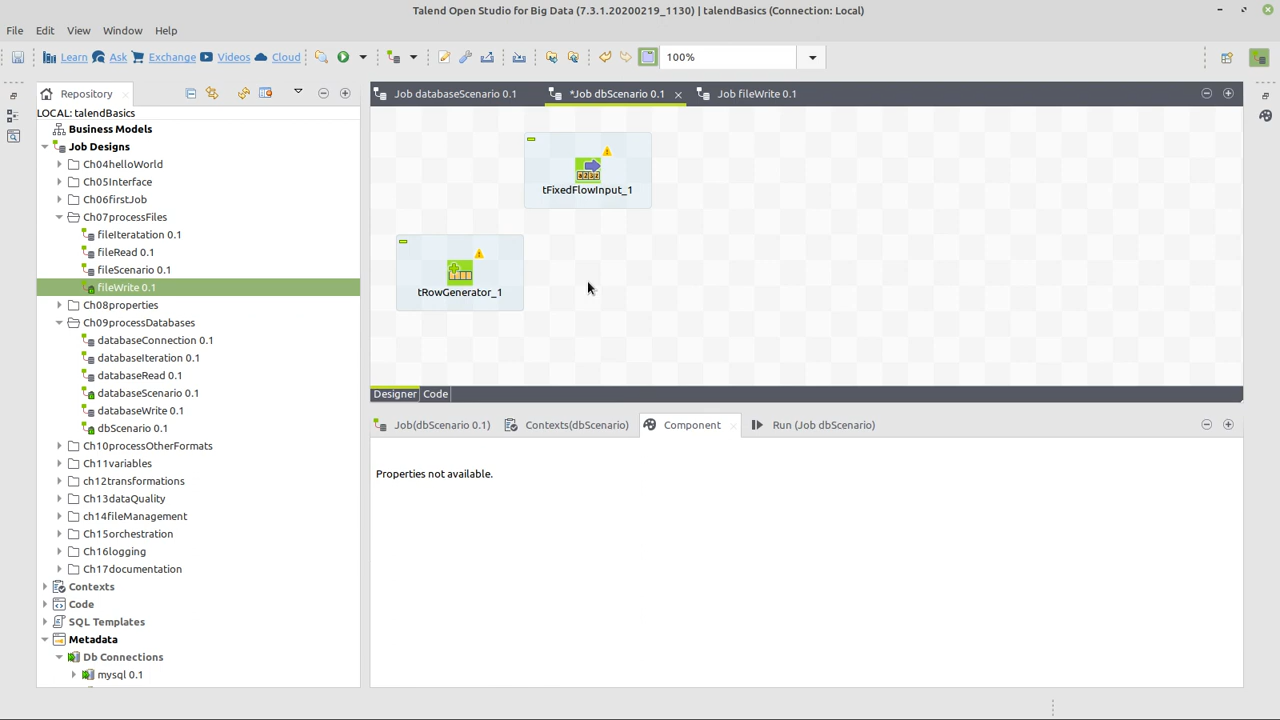 Talend Open Studio for Big Data (7.3.1.20200219_1130) | talendBasics (Connection: Local)
File Edit View Window Help
Learn Ask Exchange Videos Cloud 100%
Repository
LOCAL: talendBasics
Business Models
Job Designs
Ch04helloWorld
Ch05Interface
Ch06firstJob
Ch07processFiles
fileIteratation 0.1
fileRead 0.1
fileScenario 0.1
fileWrite 0.1
Ch08properties
Ch09processDatabases
databaseConnection 0.1
databaseIteration 0.1
databaseRead 0.1
databaseScenario 0.1
databaseWrite 0.1
dbScenario 0.1
Ch10processOtherFormats
Ch11variables
ch12transformations
Ch13dataQuality
ch14fileManagement
Ch15orchestration
Ch16logging
Ch17documentation
Contexts
Code
SQL Templates
Metadata
Db Connections
mysql 0.1
Job databaseScenario 0.1 *Job dbScenario 0.1 Job fileWrite 0.1
tFixedFlowInput_1
tRowGenerator_1
Designer Code
Job(dbScenario 0.1) Contexts(dbScenario) Component Run (Job dbScenario)
Properties not available.